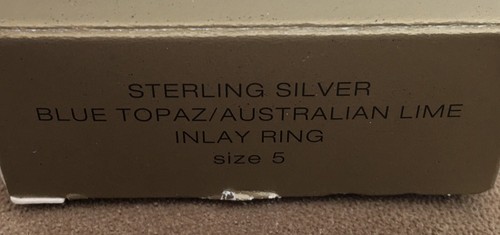 STERLING SILVER
BLUE TOPAZ/AUSTRALIAN LIME
INLAY RING
size 5